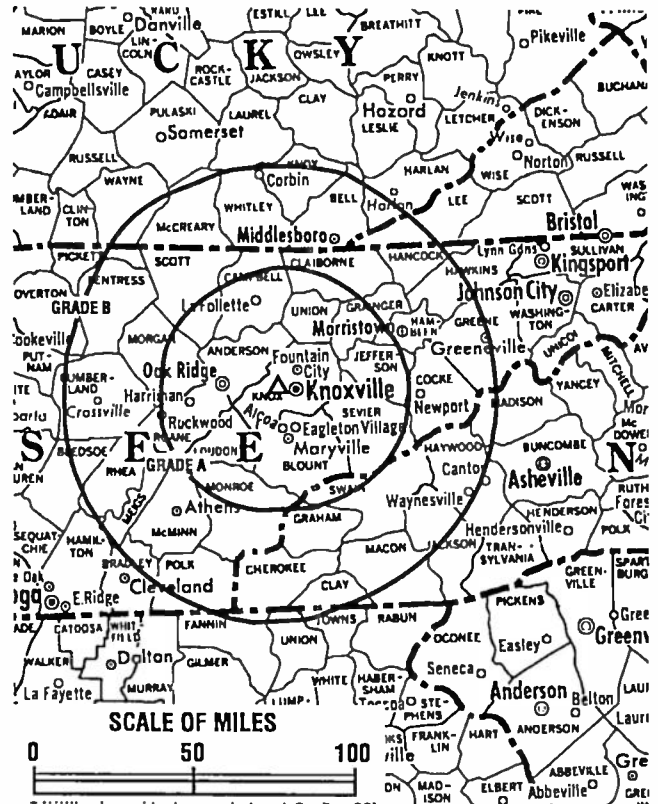 MARION
BOYLE
Danville
ESTILL
LEE
BREATHITT
PIKE
Pikeville
U
C
K
Y
LIN-
COLN
CASEY
ROCK-
CASTLE
JACKSON
OWSLEY
PERRY
KNOTT
Campbellsville
ADAIR
PULASKI
Somerset
LAUREL
CLAY
Hazard
LESLIE
Jenkins
LETCHER
DICK-
ENSON
Wise
Norton
RUSSELL
RUSSELL
WAYNE
KNOX
Corbin
HARLAN
WISE
BELL
Harlan
LEE
SCOTT
CLIN-
TON
McCREARY
WHITLEY
Middlesboro
Bristol
PICKETT
SCOTT
CLAIBORNE
HANCOCK
Lynn Gdns
SULLIVAN
Kingsport
FENTRESS
CAMPBELL
HAWKINS
OVERTON
GRADE B
LaFollette
UNION
GRAINGER
Johnson City
Morristown
HAM-
BLEN
GREENE
WASHING-
TON
CARTER
PUT-
NAM
MORGAN
ANDERSON
Fountain
City
JEFFER-
SON
Greeneville
UNICOI
MITCHELL
CUMBER-
LAND
Crossville
Oak Ridge
Harriman
KNOX
Knoxville
COCKE
Newport
MADISON
YANCEY
Rockwood
ROANE
Alcoa
SEVIER
Eagleton Village
Maryville
S
E
E
N
BLEDSOE
RHEA
GRADE A
LOUDON
BLOUNT
HAYWOOD
Canton
BUNCOMBE
Asheville
MEIGS
MONROE
SWAIN
Waynesville
Athens
GRAHAM
HENDERSON
Hendersonville
POLK
SEQUAT-
CHIE
HAMIL-
TON
McMINN
MACON
JACKSON
TRAN-
SYLVANIA
BRADLEY
POLK
CHEROKEE
GREEN-
VILLE
SPART
BURG
Cleveland
CLAY
E.Ridge
PICKENS
CATOOSA
WHIT-
FIELD
FANNIN
TOWNS
RABUN
UNION
OCONEE
Easley
WALKER
Dalton
GILMER
Seneca
La Fayette
MURRAY
WHITE
HABER-
SHAM
Anderson
Belton
STE-
PHENS
ANDERSON
SCALE OF MILES
FRANK-
LIN
HART
0
50
100
MAD-
ISON
ELBERT
ABBEVILLE
Abbeville